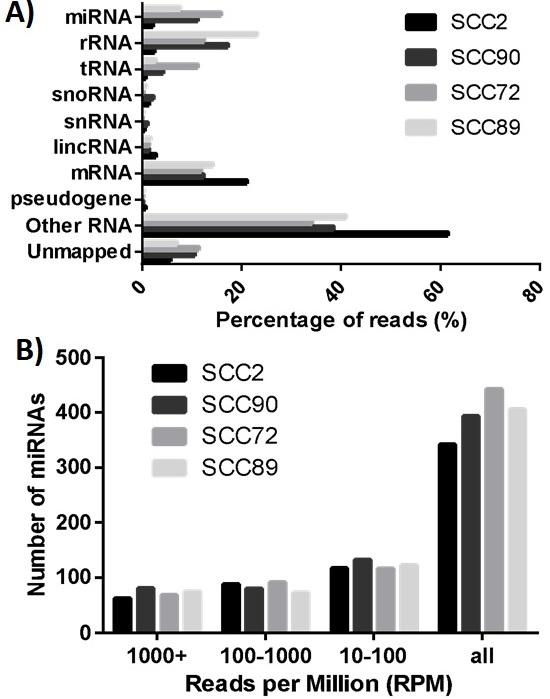 A)
miRNA
rRNA
tRNA
snoRNA
snRNA
lincRNA
mRNA
pseudogene
Other RNA
Unmapped
SCC2
SCC90
SCC72
SCC89
0 20 40 60 80
Percentage of reads (%)
B)
500
400
300
200
100
0
Number of miRNAs
SCC2
SCC90
SCC72
SCC89
1000+ 100-1000 10-100 all
Reads per Million (RPM)